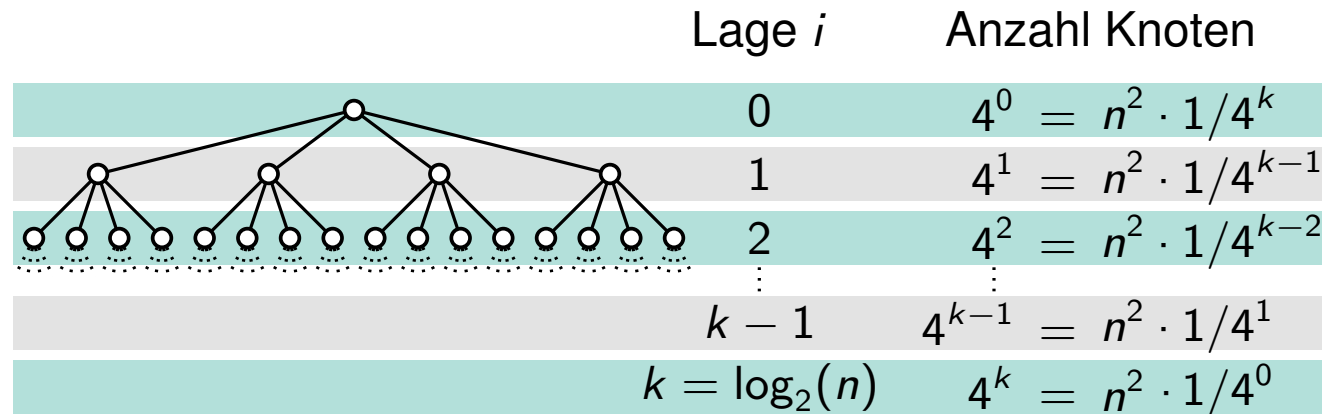 Lage i Anzahl Knoten
0 4^0 = n^2 · 1/4^k
1 4^1 = n^2 · 1/4^{k−1}
2 4^2 = n^2 · 1/4^{k−2}
⋮ ⋮
k − 1 4^{k−1} = n^2 · 1/4^1
k = log_2(n) 4^k = n^2 · 1/4^0